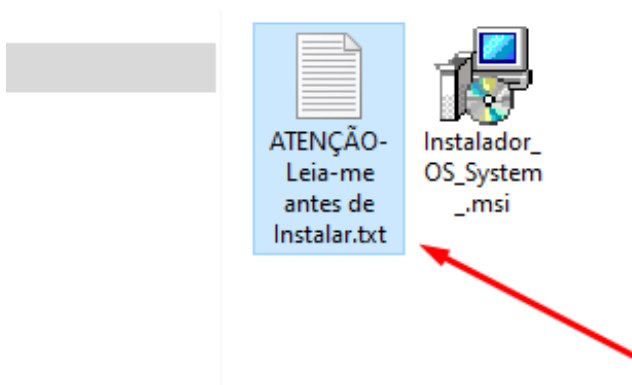 ATENÇÃO-
Leia-me
antes de
Instalar.txt
Instalador_
OS_System
_.msi